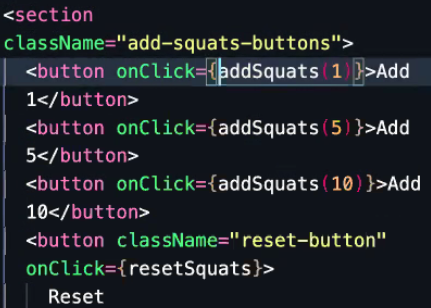 <section
className="add-squats-buttons">
<button onClick={addSquats(1)}>Add
1</button>
<button onClick={addSquats(5)}>Add
5</button>
<button onClick={addSquats(10)}>Add
10</button>
<button className="reset-button"
onClick={resetSquats}>
Reset